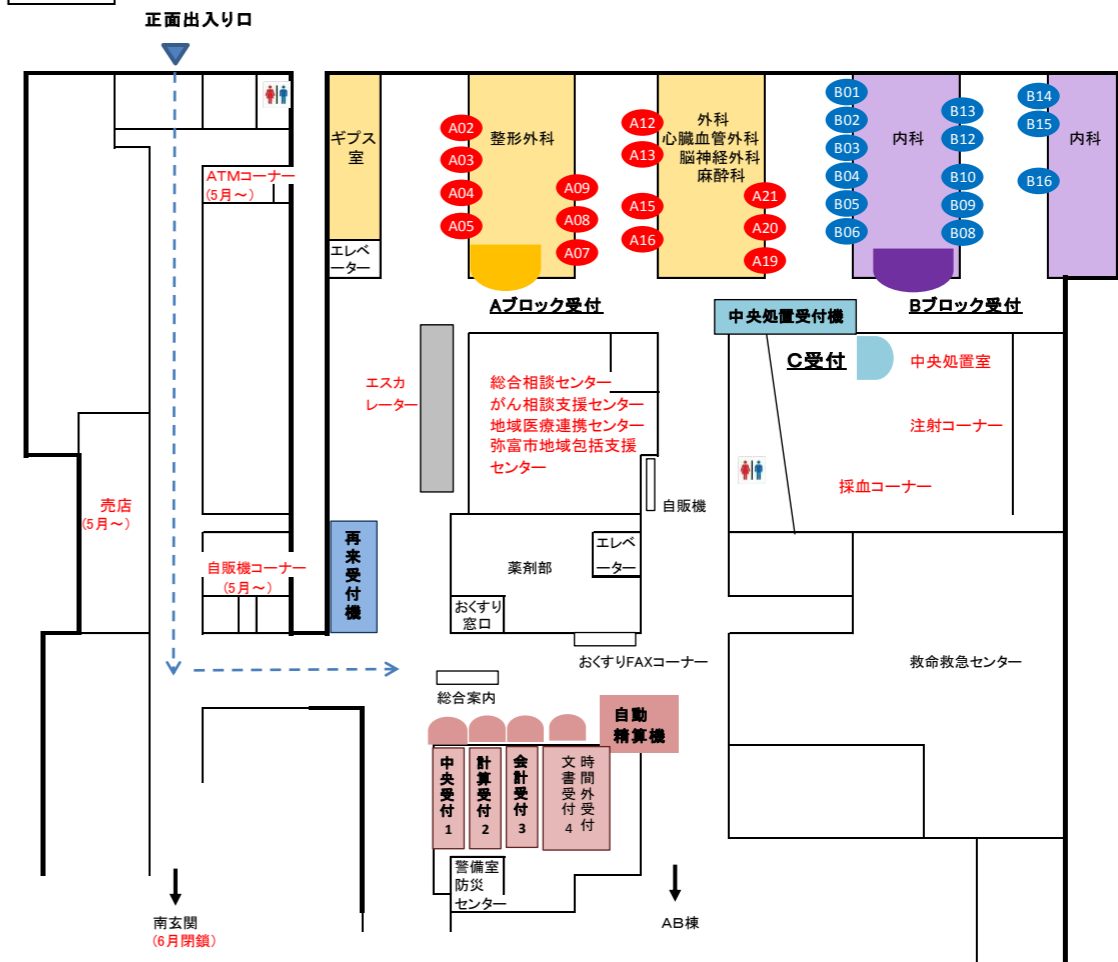 正面出入り口
ATMコーナー
(5月～)
売店
(5月～)
自販機コーナー
(5月～)
南玄関
(6月閉鎖)
ギプス
室
エレベ
ーター
整形外科
A02
A03
A04
A05
A09
A08
A07
Aブロック受付
外科
心臓血管外科
脳神経外科
麻酔科
A12
A13
A15
A16
A21
A20
A19
内科
B01
B02
B03
B04
B05
B06
B13
B12
B10
B09
B08
Bブロック受付
内科
B14
B15
B16
エスカ
レーター
総合相談センター
がん相談支援センター
地域医療連携センター
弥富市地域包括支援
センター
自販機
中央処置受付機
C受付
中央処置室
注射コーナー
採血コーナー
再来受付機
薬剤部
エレベ
ーター
おくすり
窓口
おくすりFAXコーナー
総合案内
救命救急センター
自動
精算機
中央受付1
計算受付2
会計受付3
時間外受付
文書受付4
警備室
防災
センター
AB棟